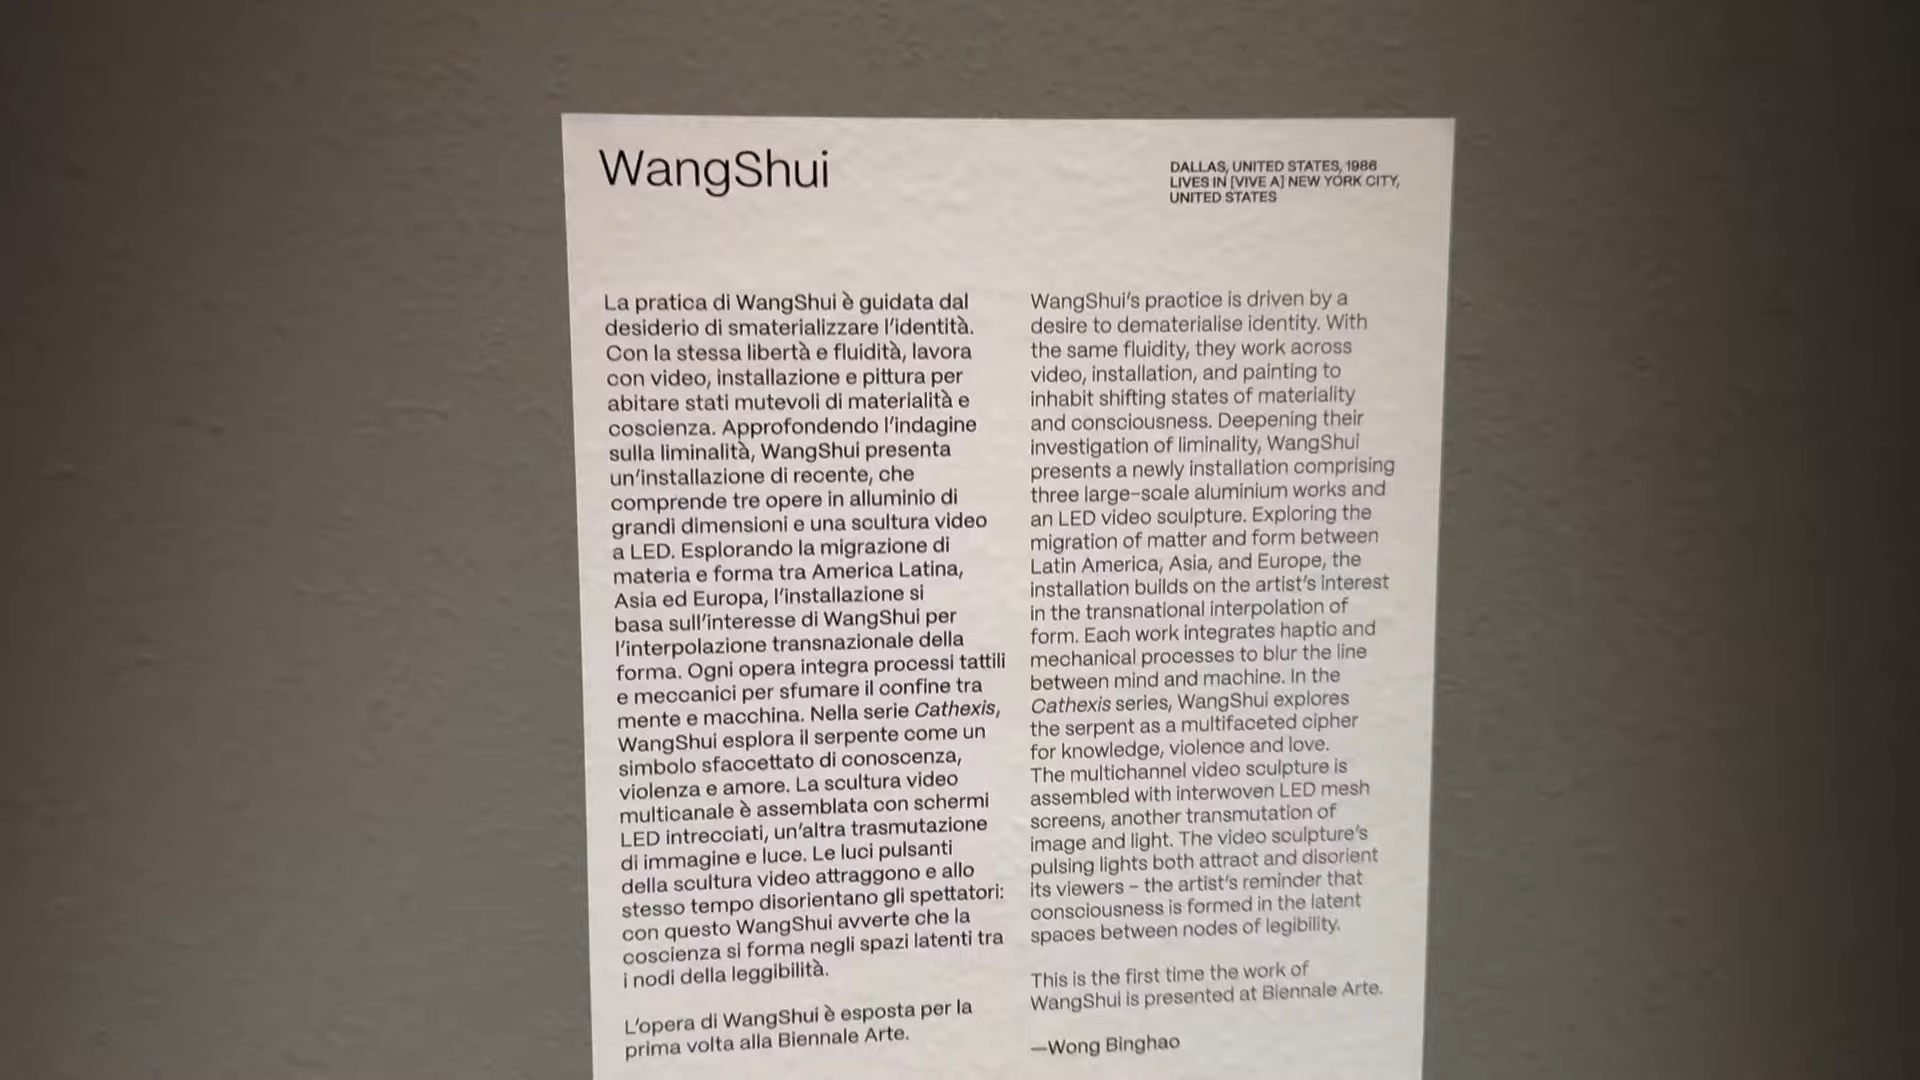 WangShui
DALLAS, UNITED STATES, 1986
LIVES IN [VIVE A] NEW YORK CITY,
UNITED STATES
La pratica di WangShui è guidata dal
desiderio di smaterializzare l'identità.
Con la stessa libertà e fluidità, lavora
con video, installazione e pittura per
abitare stati mutevoli di materialità e
coscienza. Approfondendo l'indagine
sulla liminalità, WangShui presenta
un'installazione di recente, che
comprende tre opere in alluminio di
grandi dimensioni e una scultura video
a LED. Esplorando la migrazione di
materia e forma tra America Latina,
Asia ed Europa, l'installazione si
basa sull'interesse di WangShui per
l'interpolazione transnazionale della
forma. Ogni opera integra processi tattili
e meccanici per sfumare il confine tra
mente e macchina. Nella serie Cathexis,
WangShui esplora il serpente come un
simbolo sfaccettato di conoscenza,
violenza e amore. La scultura video
multicanale è assemblata con schermi
LED intrecciati, un'altra trasmutazione
di immagine e luce. Le luci pulsanti
della scultura video attraggono e allo
stesso tempo disorientano gli spettatori:
con questo WangShui avverte che la
coscienza si forma negli spazi latenti tra
i nodi della leggibilità.
L'opera di WangShui è esposta per la
prima volta alla Biennale Arte.
WangShui's practice is driven by a
desire to dematerialise identity. With
the same fluidity, they work across
video, installation, and painting to
inhabit shifting states of materiality
and consciousness. Deepening their
investigation of liminality, WangShui
presents a newly installation comprising
three large-scale aluminium works and
an LED video sculpture. Exploring the
migration of matter and form between
Latin America, Asia, and Europe, the
installation builds on the artist's interest
in the transnational interpolation of
form. Each work integrates haptic and
mechanical processes to blur the line
between mind and machine. In the
Cathexis series, WangShui explores
the serpent as a multifaceted cipher
for knowledge, violence and love.
The multichannel video sculpture is
assembled with interwoven LED mesh
screens, another transmutation of
image and light. The video sculpture's
pulsing lights both attract and disorient
its viewers – the artist's reminder that
consciousness is formed in the latent
spaces between nodes of legibility.
This is the first time the work of
WangShui is presented at Biennale Arte.
—Wong Binghao